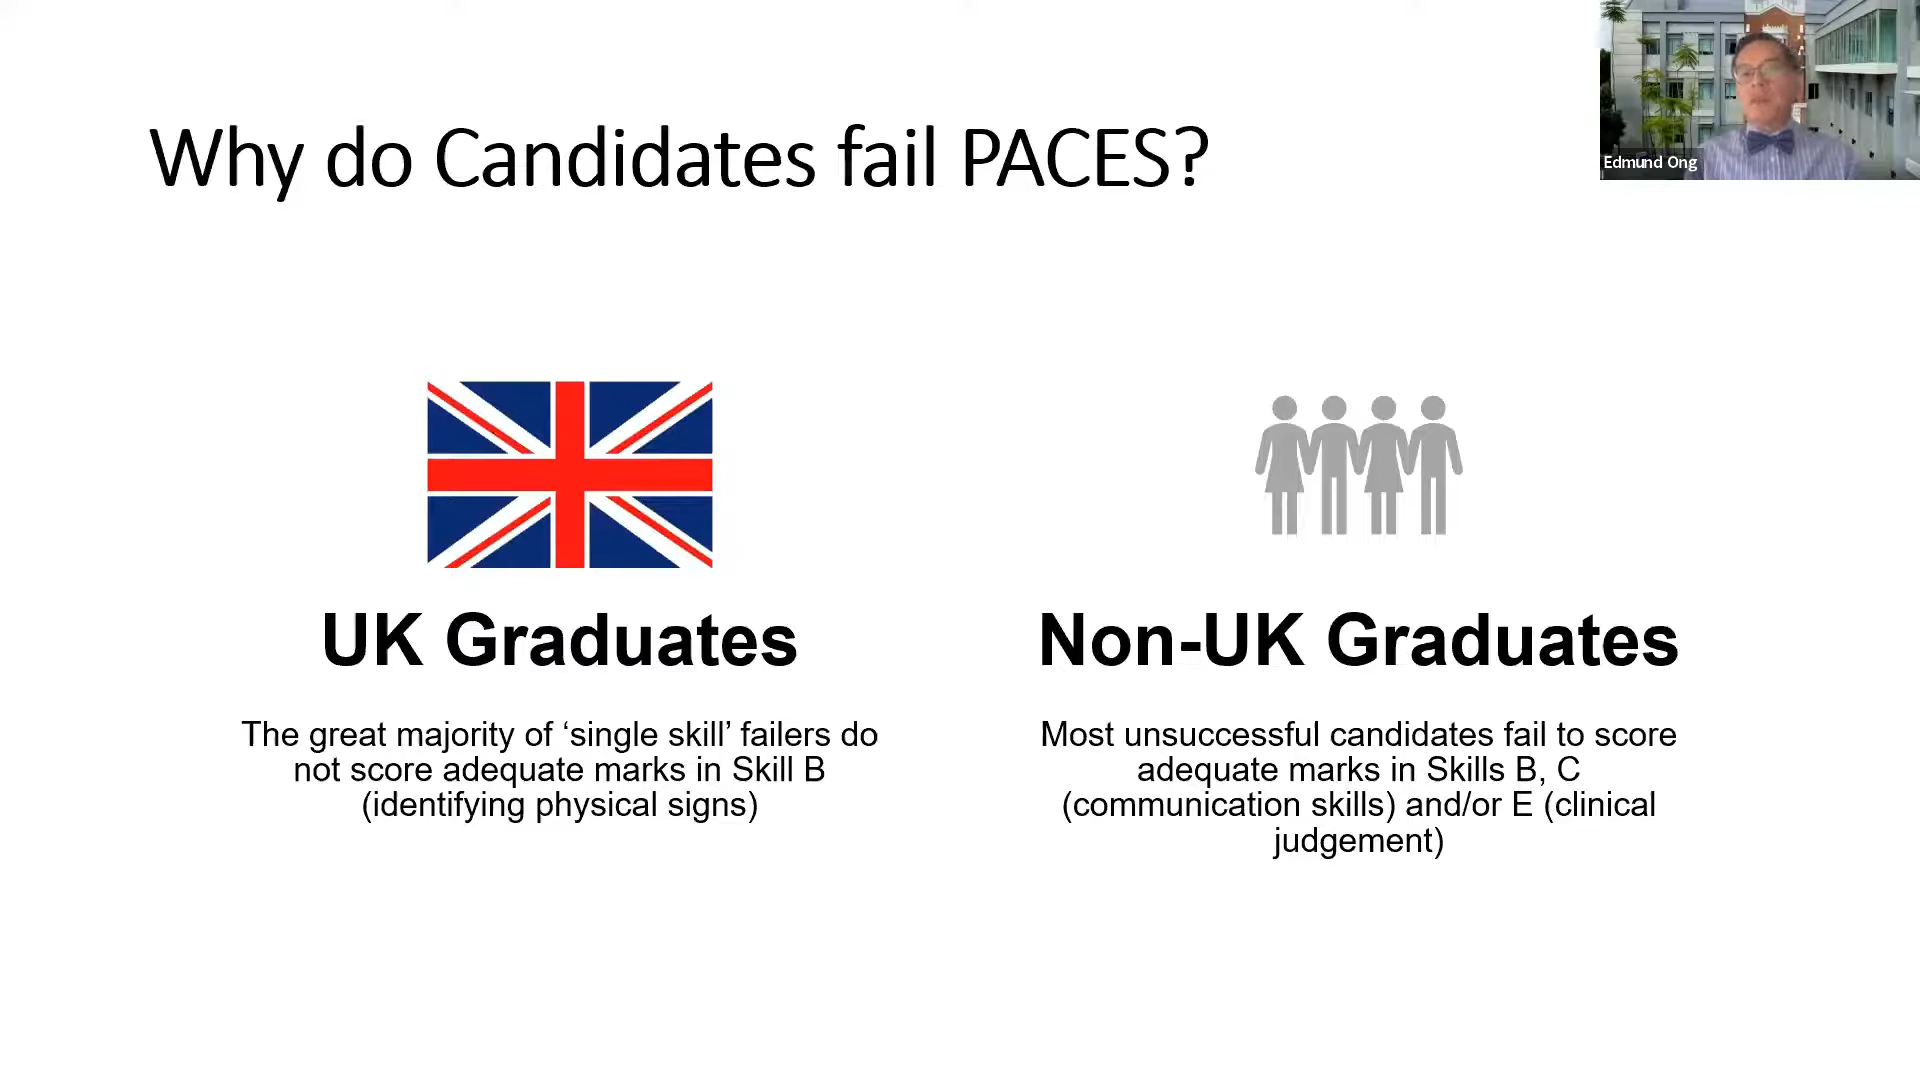 Why do Candidates fail PACES?
Edmund Ong
UK Graduates
The great majority of ‘single skill’ failers do
not score adequate marks in Skill B
(identifying physical signs)
Non-UK Graduates
Most unsuccessful candidates fail to score
adequate marks in Skills B, C
(communication skills) and/or E (clinical
judgement)